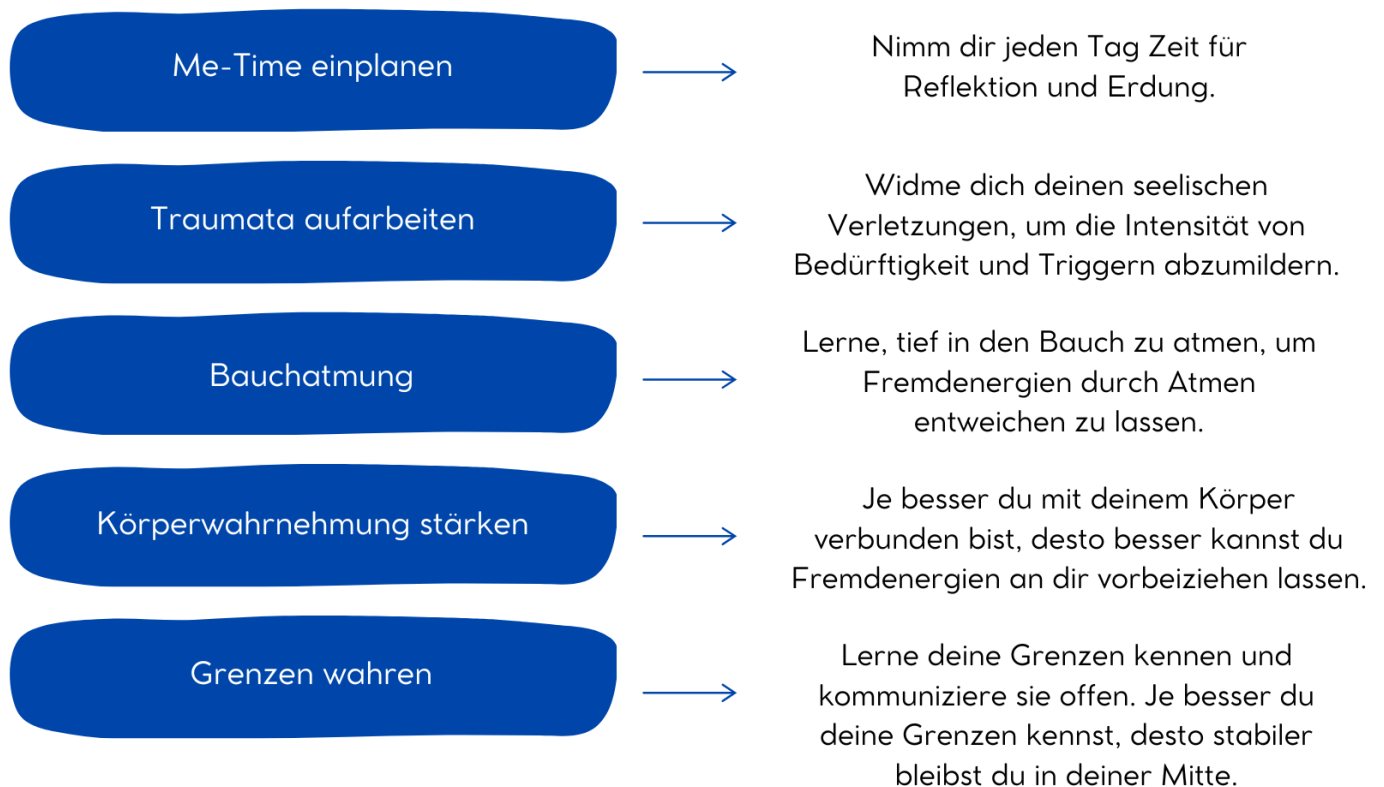 Me-Time einplanen
Nimm dir jeden Tag Zeit für
Reflektion und Erdung.
Traumata aufarbeiten
Widme dich deinen seelischen
Verletzungen, um die Intensität von
Bedürftigkeit und Triggern abzumildern.
Bauchatmung
Lerne, tief in den Bauch zu atmen, um
Fremdenergien durch Atmen
entweichen zu lassen.
Körperwahrnehmung stärken
Je besser du mit deinem Körper
verbunden bist, desto besser kannst du
Fremdenergien an dir vorbeiziehen lassen.
Grenzen wahren
Lerne deine Grenzen kennen und
kommuniziere sie offen. Je besser du
deine Grenzen kennst, desto stabiler
bleibst du in deiner Mitte.